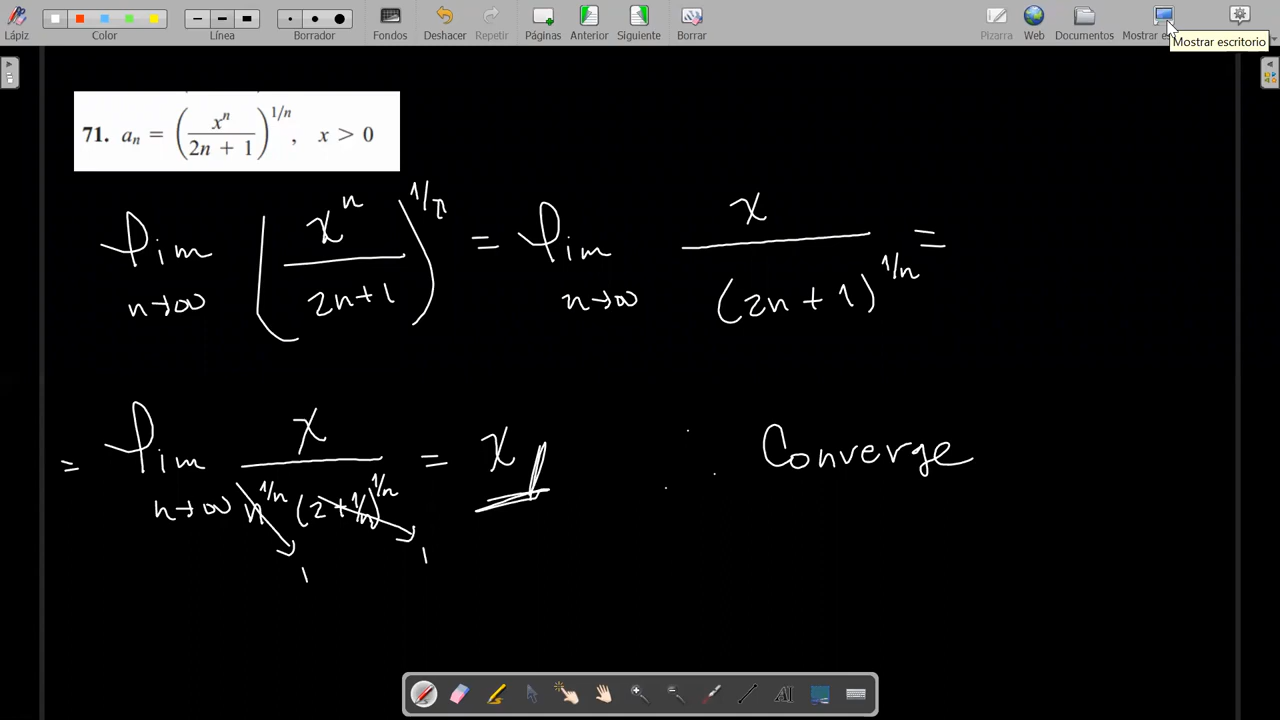 Lápiz Color Línea Borrador Fondos Deshacer Repetir Páginas Anterior Siguiente Borrar Pizarra Web Documentos Mostrar
Mostrar escritorio
71. aₙ = (xⁿ / (2n + 1))^(1/n), x > 0
lim n→∞ (xⁿ / (2n+1))^(1/n) = lim n→∞ x / (2n+1)^(1/n) =
= lim n→∞ x / (n^(1/n) (2+1/n)^(1/n)) = x ∴ Converge
1 1
AI